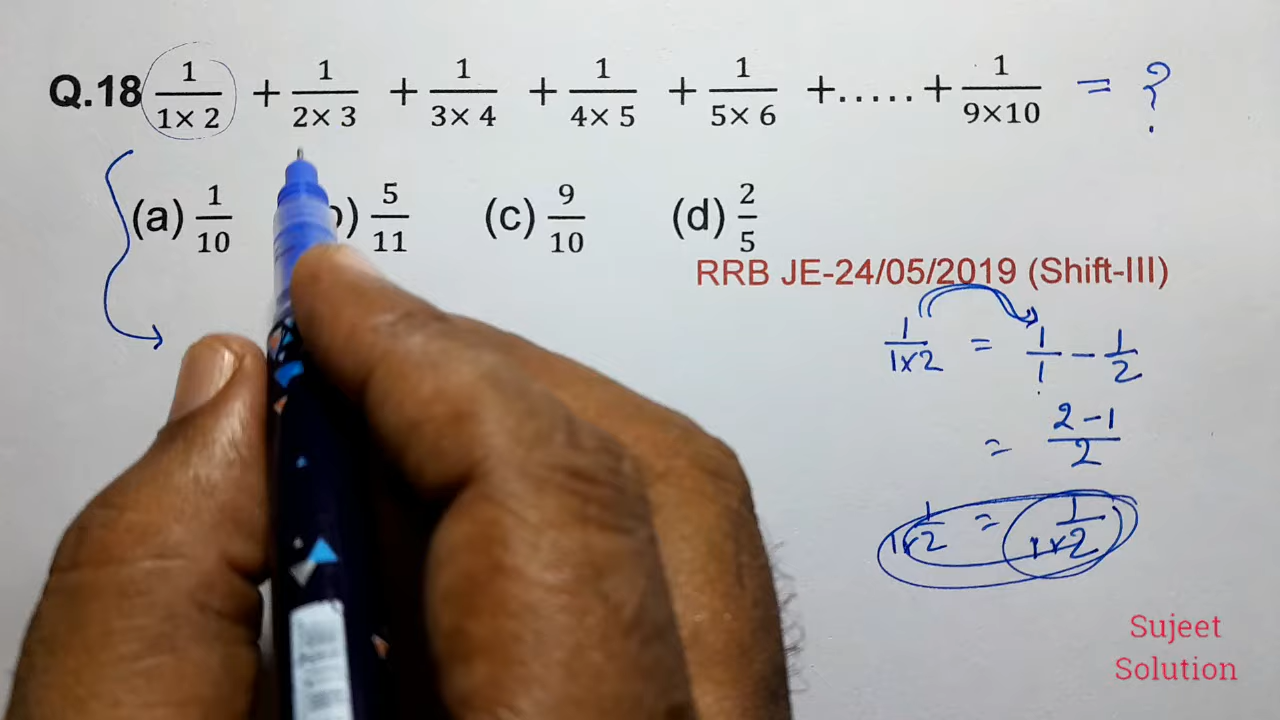 Q.18 1/(1×2) + 1/(2×3) + 1/(3×4) + 1/(4×5) + 1/(5×6) +.....+ 1/(9×10) = ?
(a) 1/10 ) 5/11 (c) 9/10 (d) 2/5
RRB JE-24/05/2019 (Shift-III)
1/(1×2) = 1/1 − 1/2
= (2−1)/2
1/(1×2) = 1/(1×2)
Sujeet
Solution